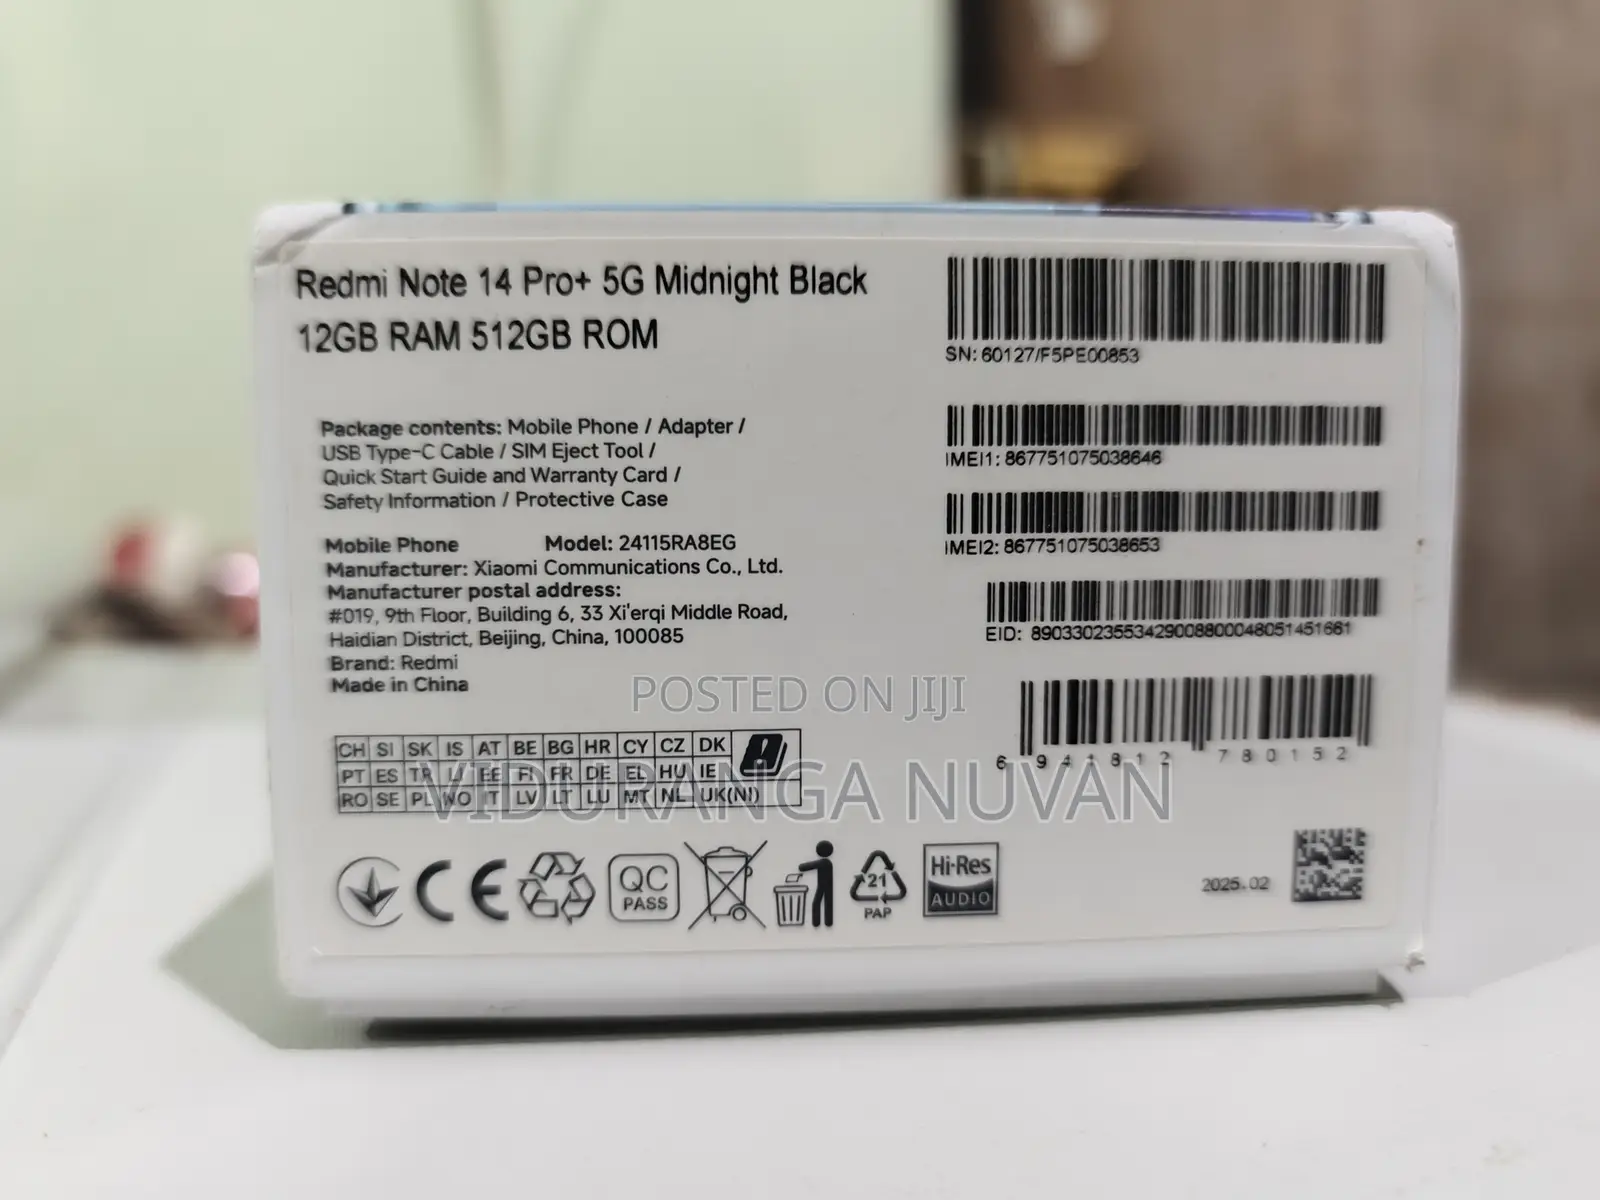 Redmi Note 14 Pro+ 5G Midnight Black
12GB RAM 512GB ROM
Package contents: Mobile Phone / Adapter /
USB Type-C Cable / SIM Eject Tool /
Quick Start Guide and Warranty Card /
Safety Information / Protective Case
Mobile Phone Model: 24115RA8EG
Manufacturer: Xiaomi Communications Co., Ltd.
Manufacturer postal address:
#019, 9th Floor, Building 6, 33 Xi'erqi Middle Road,
Haidian District, Beijing, China, 100085
Brand: Redmi
Made in China
CH SI SK IS AT BE BG HR CY CZ DK
PT ES TR LI EE FI FR DE EL HU IE
RO SE PL NO IT LV LT LU MT NL UK(NI)
CE
QC
PASS
21
PAP
Hi-Res
AUDIO
SN: 60127/F5PE00853
IMEI1: 867751075038646
IMEI2: 867751075038653
EID: 89033023553429008800048051451661
6 941812 780152
2025.02
POSTED ON JIJI
VIDURANGA NUVAN